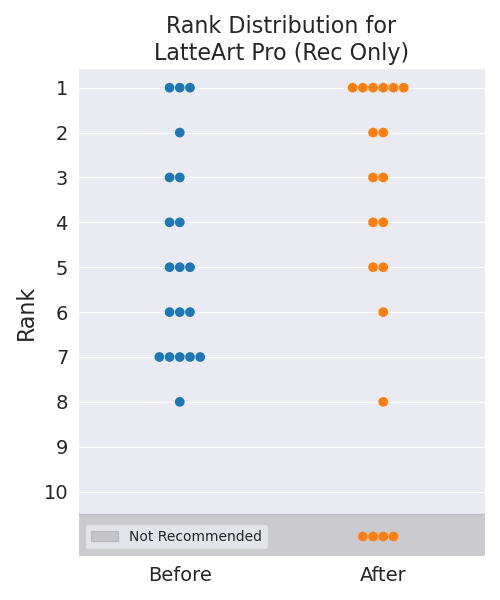 Rank Distribution for
LatteArt Pro (Rec Only)
1
2
3
4
5
6
7
8
9
10
Rank
Not Recommended
Before
After